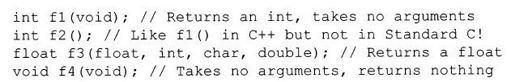 int f1(void); // Returns an int, takes no arguments
int f2(); // Like f1() in C++ but not in Standard C!
float f3(float, int, char, double); // Returns a float
void f4(void); // Takes no arguments, returns nothing